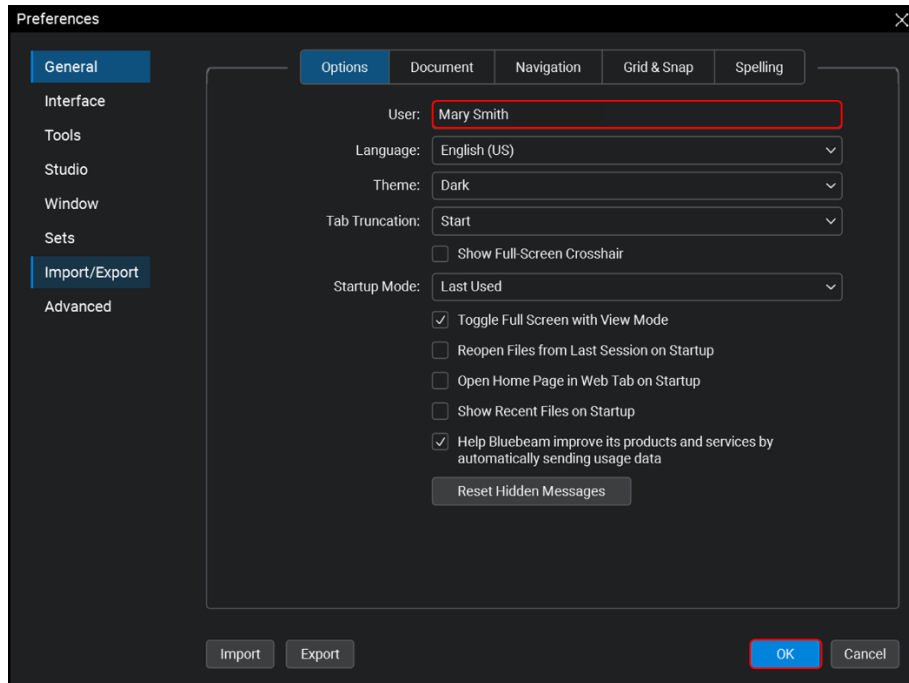 Preferences
General
Interface
Tools
Studio
Window
Sets
Import/Export
Advanced
Options Document Navigation Grid & Snap Spelling
User: Mary Smith
Language: English (US)
Theme: Dark
Tab Truncation: Start
Show Full-Screen Crosshair
Startup Mode: Last Used
Toggle Full Screen with View Mode
Reopen Files from Last Session on Startup
Open Home Page in Web Tab on Startup
Show Recent Files on Startup
Help Bluebeam improve its products and services by
automatically sending usage data
Reset Hidden Messages
Import Export OK Cancel